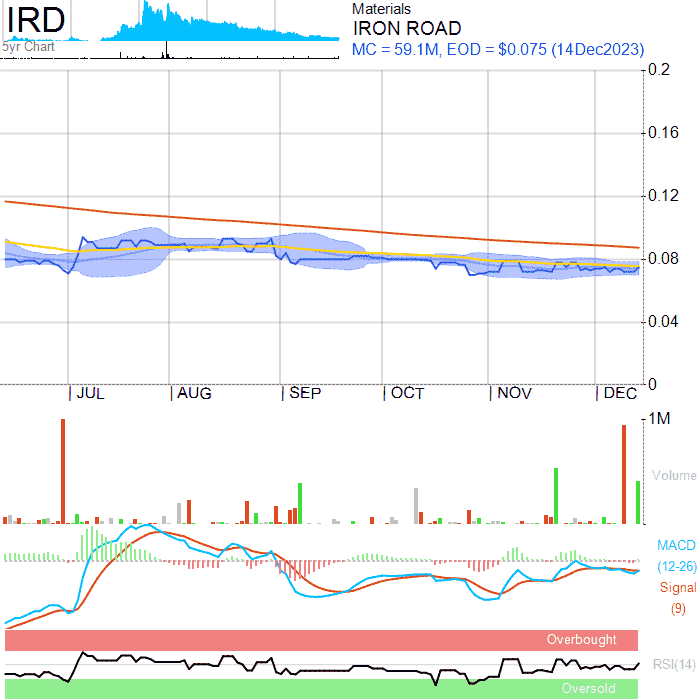 IRD
5yr Chart
Materials
IRON ROAD
MC = 59.1M, EOD = $0.075 (14Dec2023)
0.2
0.16
0.12
0.08
0.04
0
JUL
AUG
SEP
OCT
NOV
DEC
1M
Volume
MACD
(12-26)
Signal
(9)
Overbought
RSI(14)
Oversold